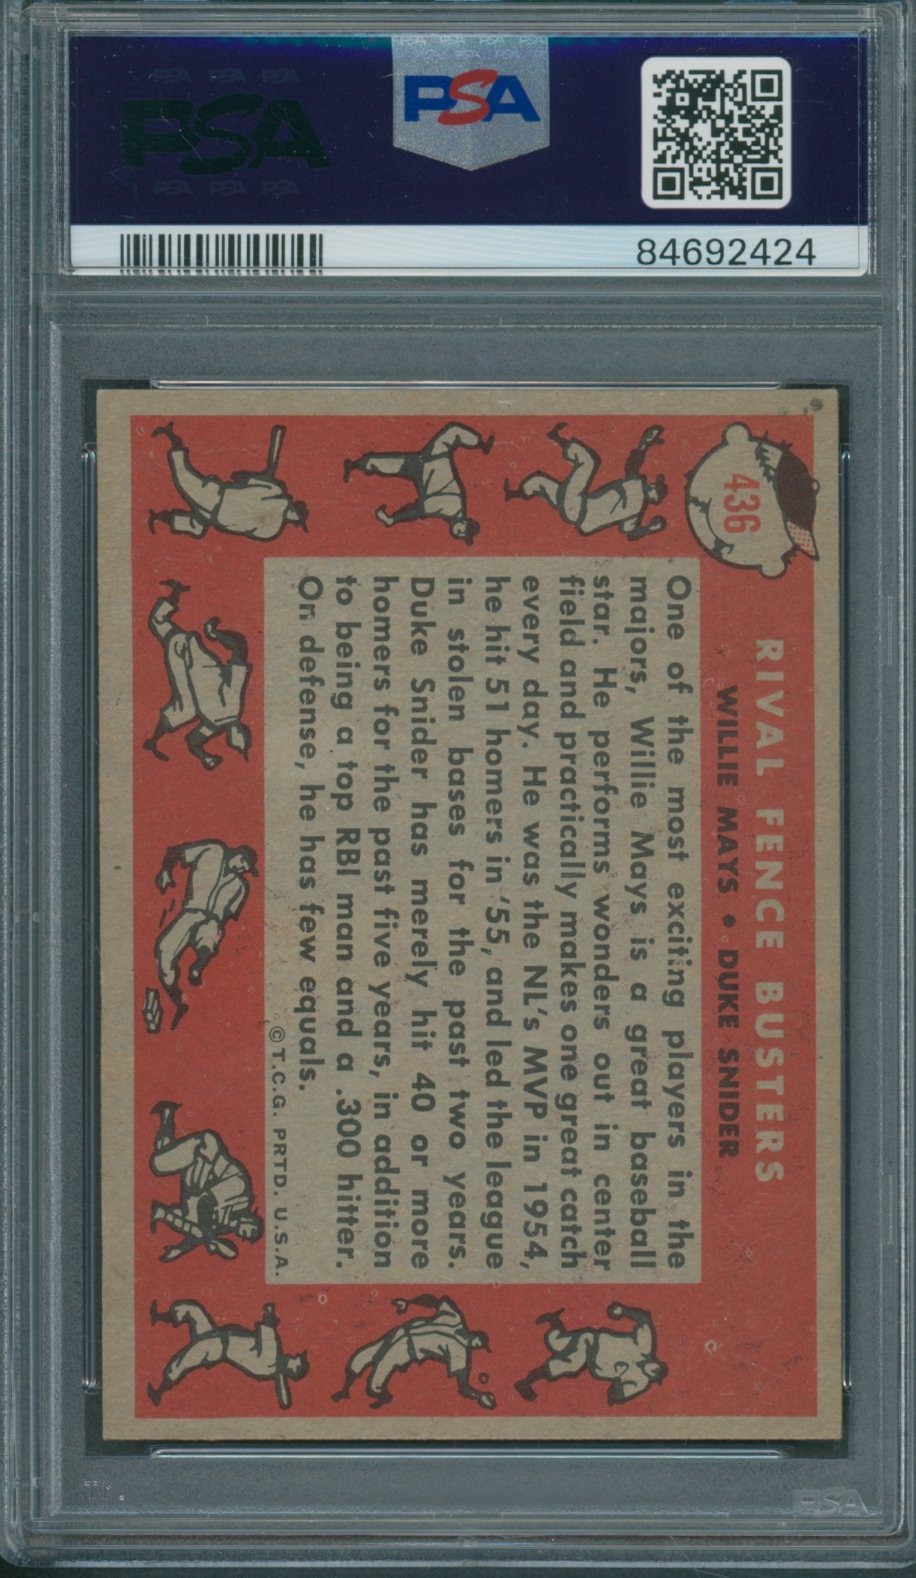 PSA
PSA
84692424
436
RIVAL FENCE BUSTERS
WILLIE MAYS • DUKE SNIDER
One of the most exciting players in the
majors, Willie Mays is a great baseball
star. He performs wonders out in center
field and practically makes one great catch
every day. He was the NL's MVP in 1954,
he hit 51 homers in '55, and led the league
in stolen bases for the past two years.
Duke Snider has merely hit 40 or more
homers for the past five years, in addition
to being a top RBI man and a .300 hitter.
On defense, he has few equals.
© T.C.G. PRTD. U.S.A.
PSA